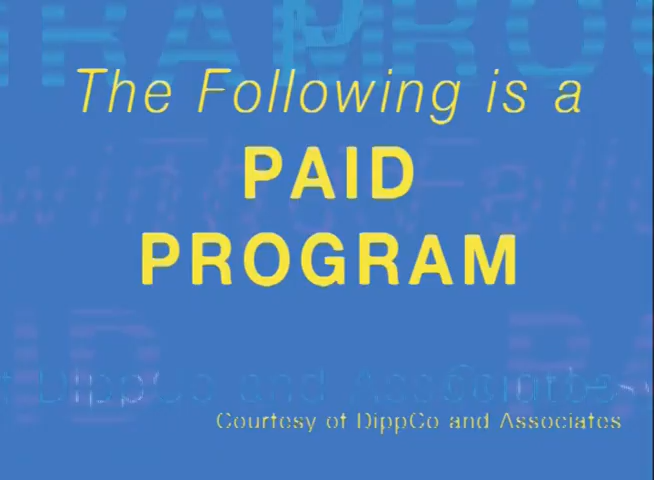 The Following is a
PAID
PROGRAM
Courtesy of DippCo and Associates